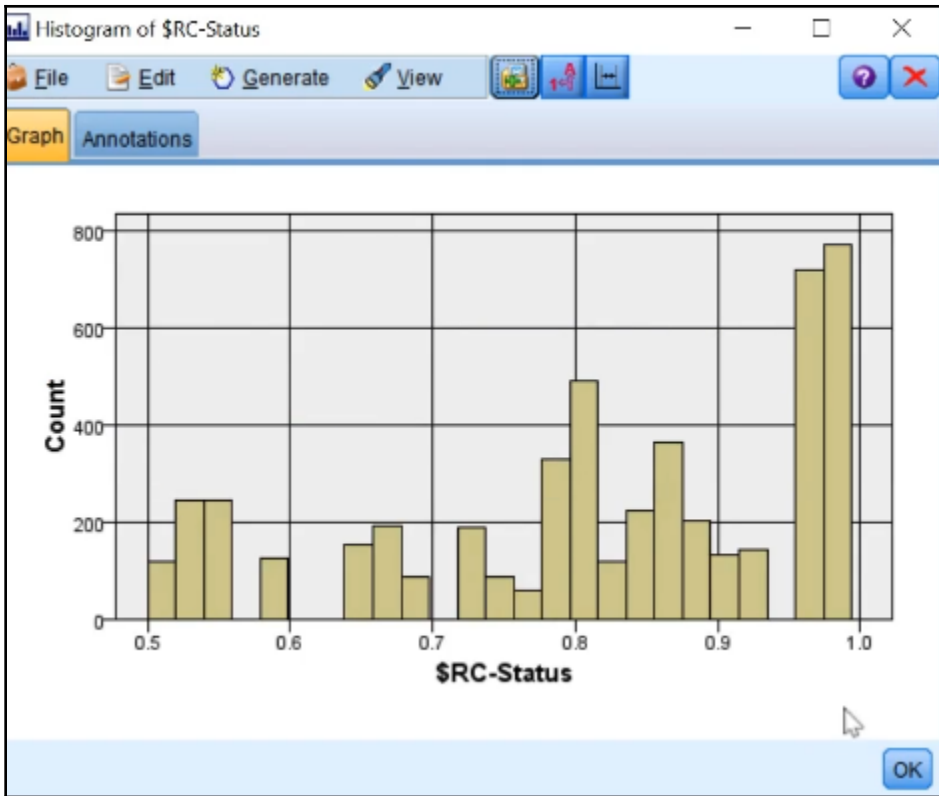 Histogram of $RC-Status
File Edit Generate View
Graph Annotations
800
600
400
200
0
Count
0.5 0.6 0.7 0.8 0.9 1.0
$RC-Status
OK